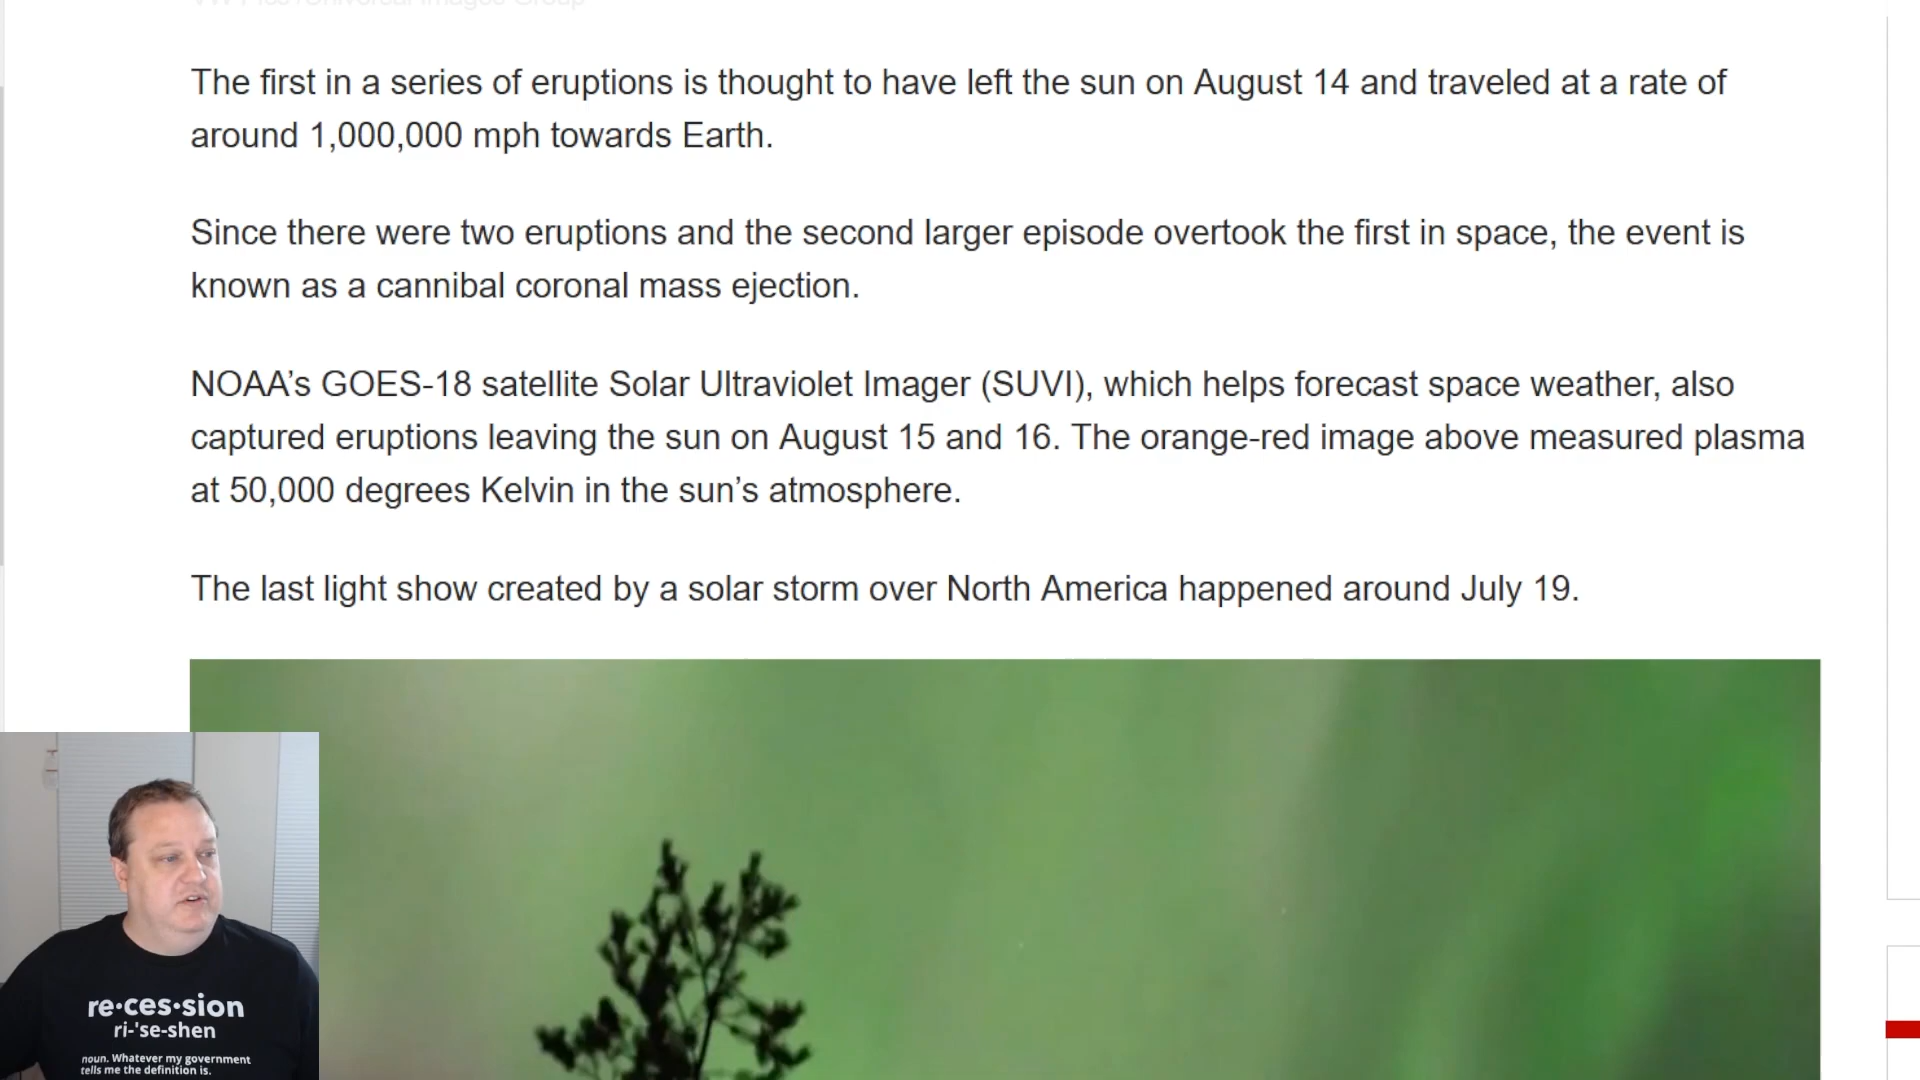 The first in a series of eruptions is thought to have left the sun on August 14 and traveled at a rate of
around 1,000,000 mph towards Earth.
Since there were two eruptions and the second larger episode overtook the first in space, the event is
known as a cannibal coronal mass ejection.
NOAA’s GOES-18 satellite Solar Ultraviolet Imager (SUVI), which helps forecast space weather, also
captured eruptions leaving the sun on August 15 and 16. The orange-red image above measured plasma
at 50,000 degrees Kelvin in the sun’s atmosphere.
The last light show created by a solar storm over North America happened around July 19.
re•ces•sion
ri-'se-shen
noun. Whatever my government
tells me the definition is.